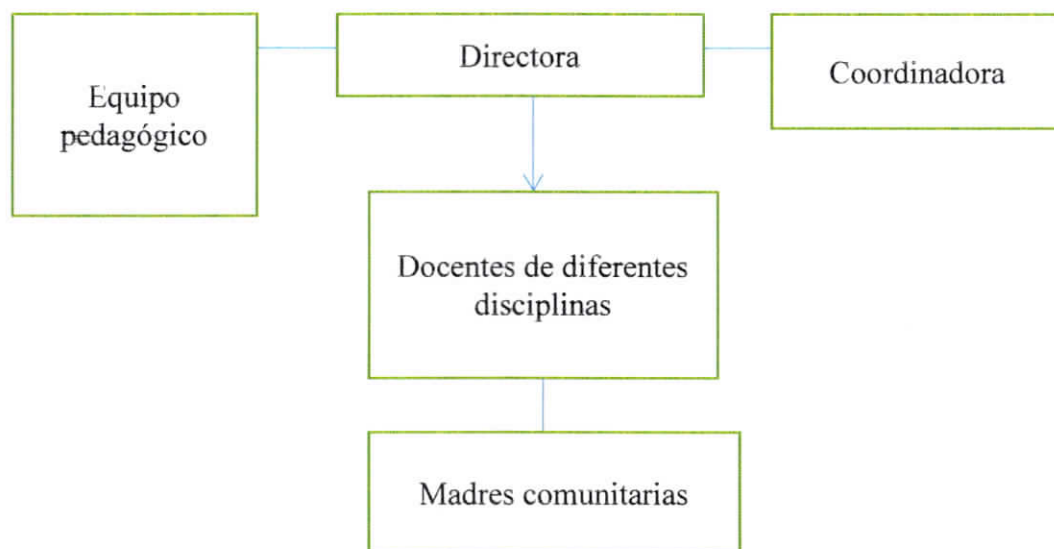 Directora
Equipo
pedagógico
Coordinadora
Docentes de diferentes
disciplinas
Madres comunitarias